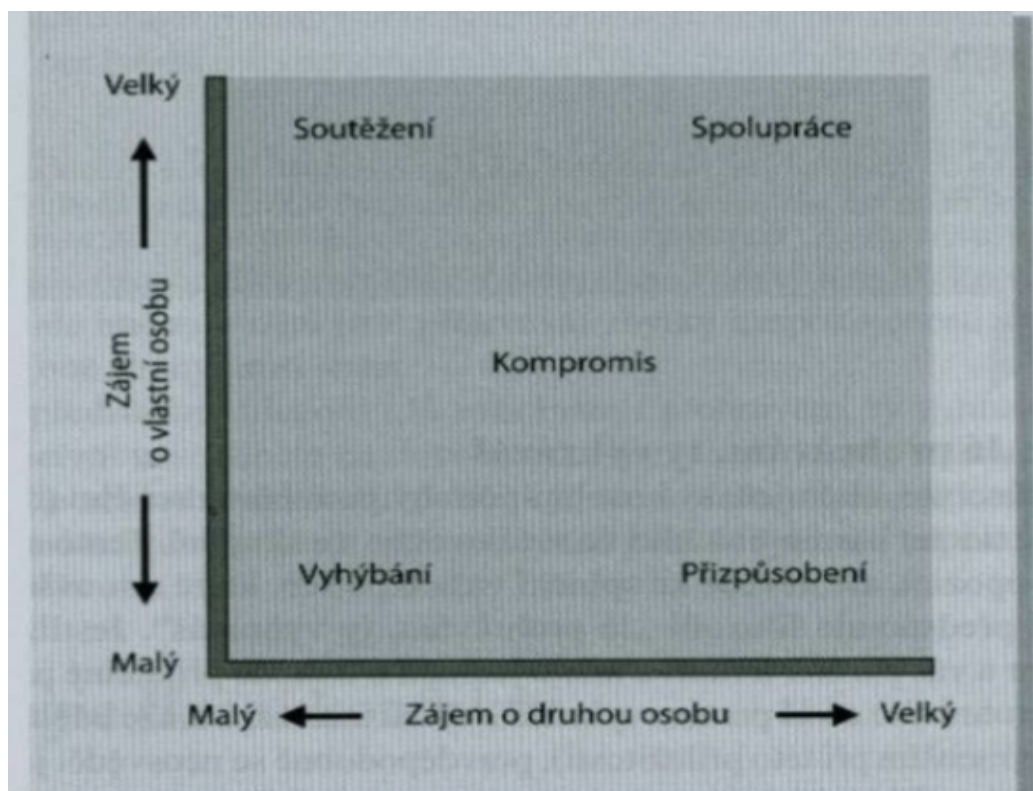 Velký
Soutěžení Spolupráce
Zájem
o vlastní osobu
Kompromis
Vyhýbání Přizpůsobení
Malý
Malý Zájem o druhou osobu Velký